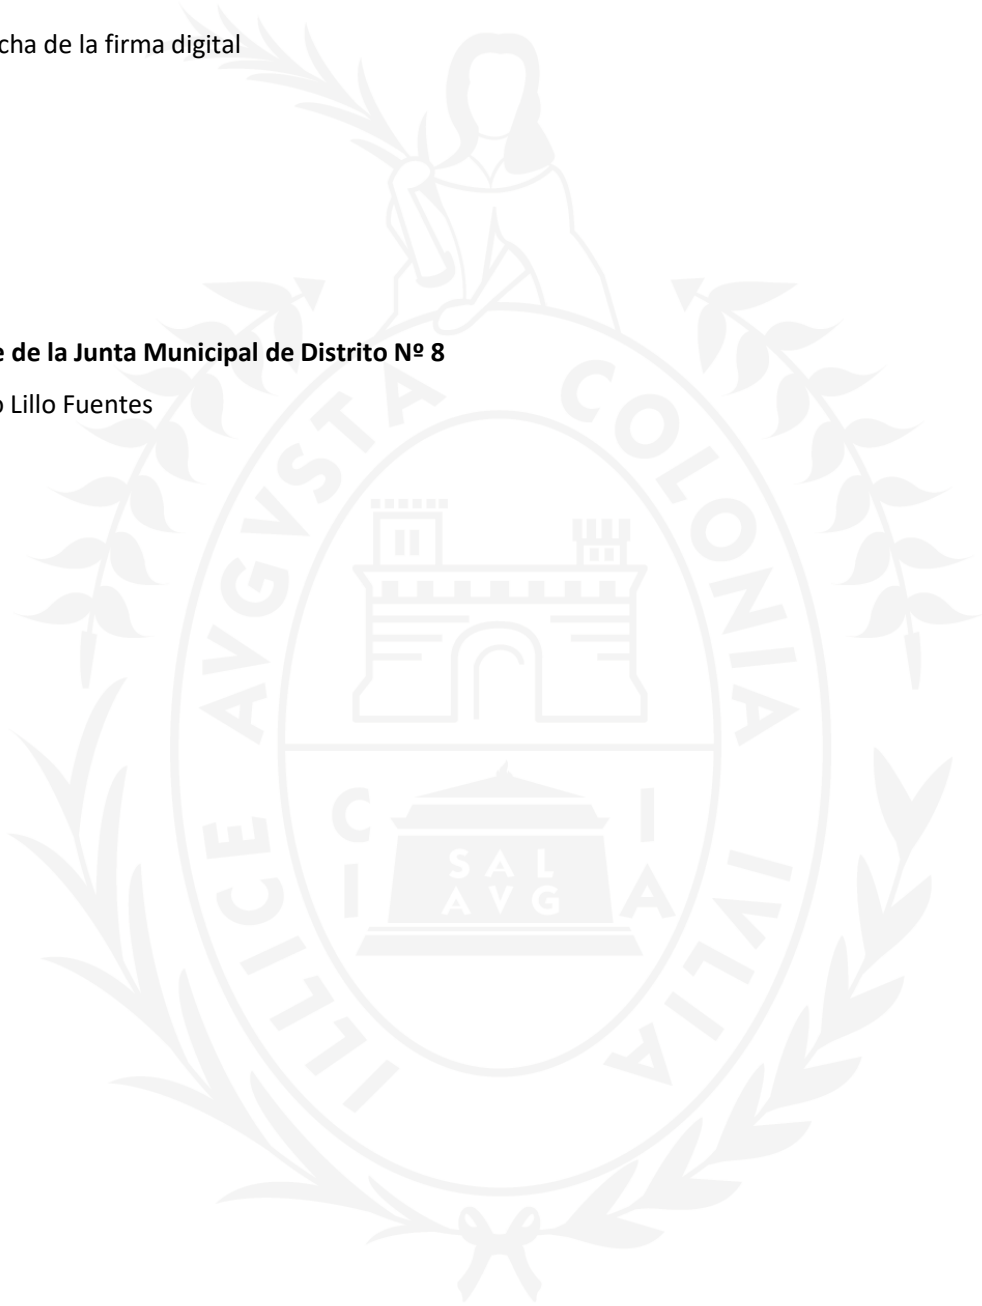 cha de la firma digital
e de la Junta Municipal de Distrito Nº 8
o Lillo Fuentes
COLONIA IVLIA
ILLICE AVGVSTA
C I
I A
SAL
AVG